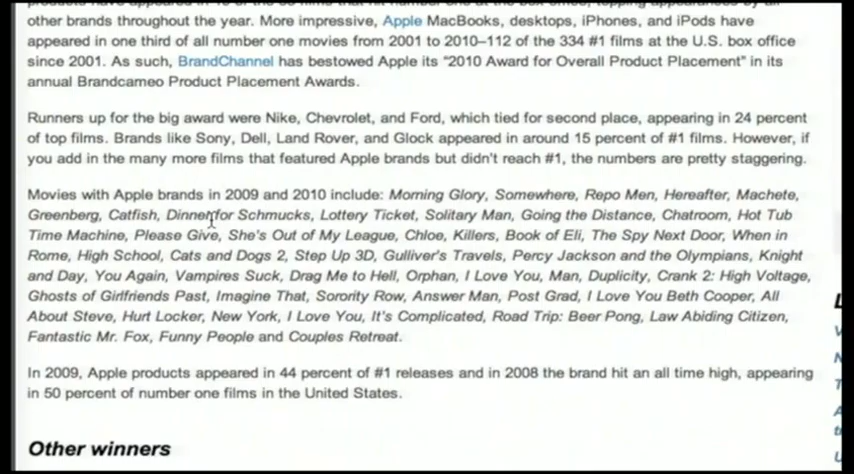 other brands throughout the year. More impressive, Apple MacBooks, desktops, iPhones, and iPods have
appeared in one third of all number one movies from 2001 to 2010–112 of the 334 #1 films at the U.S. box office
since 2001. As such, BrandChannel has bestowed Apple its "2010 Award for Overall Product Placement" in its
annual Brandcameo Product Placement Awards.
Runners up for the big award were Nike, Chevrolet, and Ford, which tied for second place, appearing in 24 percent
of top films. Brands like Sony, Dell, Land Rover, and Glock appeared in around 15 percent of #1 films. However, if
you add in the many more films that featured Apple brands but didn't reach #1, the numbers are pretty staggering.
Movies with Apple brands in 2009 and 2010 include: Morning Glory, Somewhere, Repo Men, Hereafter, Machete,
Greenberg, Catfish, Dinner for Schmucks, Lottery Ticket, Solitary Man, Going the Distance, Chatroom, Hot Tub
Time Machine, Please Give, She's Out of My League, Chloe, Killers, Book of Eli, The Spy Next Door, When in
Rome, High School, Cats and Dogs 2, Step Up 3D, Gulliver's Travels, Percy Jackson and the Olympians, Knight
and Day, You Again, Vampires Suck, Drag Me to Hell, Orphan, I Love You, Man, Duplicity, Crank 2: High Voltage,
Ghosts of Girlfriends Past, Imagine That, Sorority Row, Answer Man, Post Grad, I Love You Beth Cooper, All
About Steve, Hurt Locker, New York, I Love You, It's Complicated, Road Trip: Beer Pong, Law Abiding Citizen,
Fantastic Mr. Fox, Funny People and Couples Retreat.
In 2009, Apple products appeared in 44 percent of #1 releases and in 2008 the brand hit an all time high, appearing
in 50 percent of number one films in the United States.
Other winners